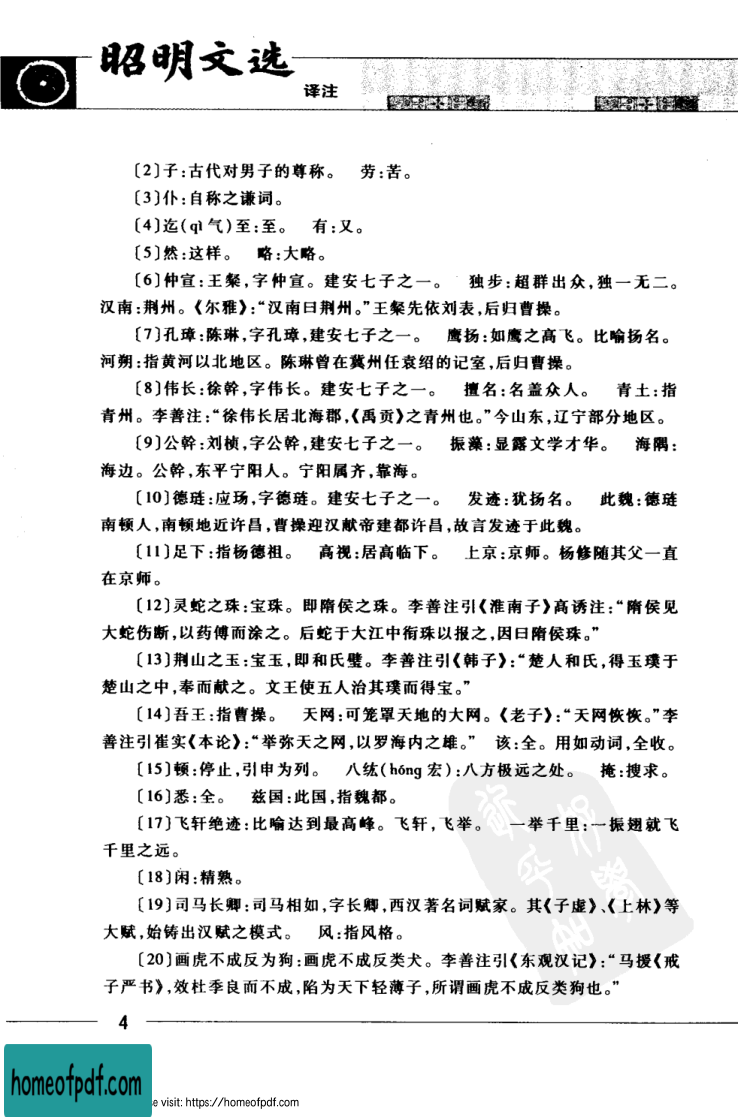 昭明文选
译注
〔2〕子:古代对男子的尊称。 劳:苦。
〔3〕仆:自称之谦词。
〔4〕迄(qì气)至:至。 有:又。
〔5〕然:这样。 略:大略。
〔6〕仲宣:王粲,字仲宣。建安七子之一。 独步:超群出众,独一无二。
汉南:荆州。《尔雅》:“汉南曰荆州。”王粲先依刘表,后归曹操。
〔7〕孔璋:陈琳,字孔璋,建安七子之一。 鹰扬:如鹰之高飞。比喻扬名。
河朔:指黄河以北地区。陈琳曾在冀州任袁绍的记室,后归曹操。
〔8〕伟长:徐幹,字伟长。建安七子之一。 擅名:名盖众人。 青土:指
青州。李善注:“徐伟长居北海郡,《禹贡》之青州也。”今山东,辽宁部分地区。
〔9〕公幹:刘桢,字公幹,建安七子之一。 振藻:显露文学才华。 海隅:
海边。公幹,东平宁阳人。宁阳属齐,靠海。
〔10〕德琏:应玚,字德琏。建安七子之一。 发迹:犹扬名。 此魏:德琏
南顿人,南顿地近许昌,曹操迎汉献帝建都许昌,故言发迹于此魏。
〔11〕足下:指杨德祖。 高视:居高临下。 上京:京师。杨修随其父一直
在京师。
〔12〕灵蛇之珠:宝珠。即隋侯之珠。李善注引《淮南子》高诱注:“隋侯见
大蛇伤断,以药傅而涂之。后蛇于大江中衔珠以报之,因曰隋侯珠。”
〔13〕荆山之玉:宝玉,即和氏璧。李善注引《韩子》:“楚人和氏,得玉璞于
楚山之中,奉而献之。文王使五人治其璞而得宝。”
〔14〕吾王:指曹操。 天网:可笼罩天地的大网。《老子》:“天网恢恢。”李
善注引崔实《本论》:“举弥天之网,以罗海内之雄。” 该:全。用如动词,全收。
〔15〕顿:停止,引申为列。 八纮(hóng宏):八方极远之处。 掩:搜求。
〔16〕悉:全。 兹国:此国,指魏都。
〔17〕飞轩绝迹:比喻达到最高峰。飞轩,飞举。 一举千里:一振翅就飞
千里之远。
〔18〕闲:精熟。
〔19〕司马长卿:司马相如,字长卿,西汉著名词赋家。其《子虚》、《上林》等
大赋,始铸出汉赋之模式。 风:指风格。
〔20〕画虎不成反为狗:画虎不成反类犬。李善注引《东观汉记》:“马援《戒
子严书》,效杜季良而不成,陷为天下轻薄子,所谓画虎不成反类狗也。”
4
homeofpdf.com
e visit: https://homeofpdf.com